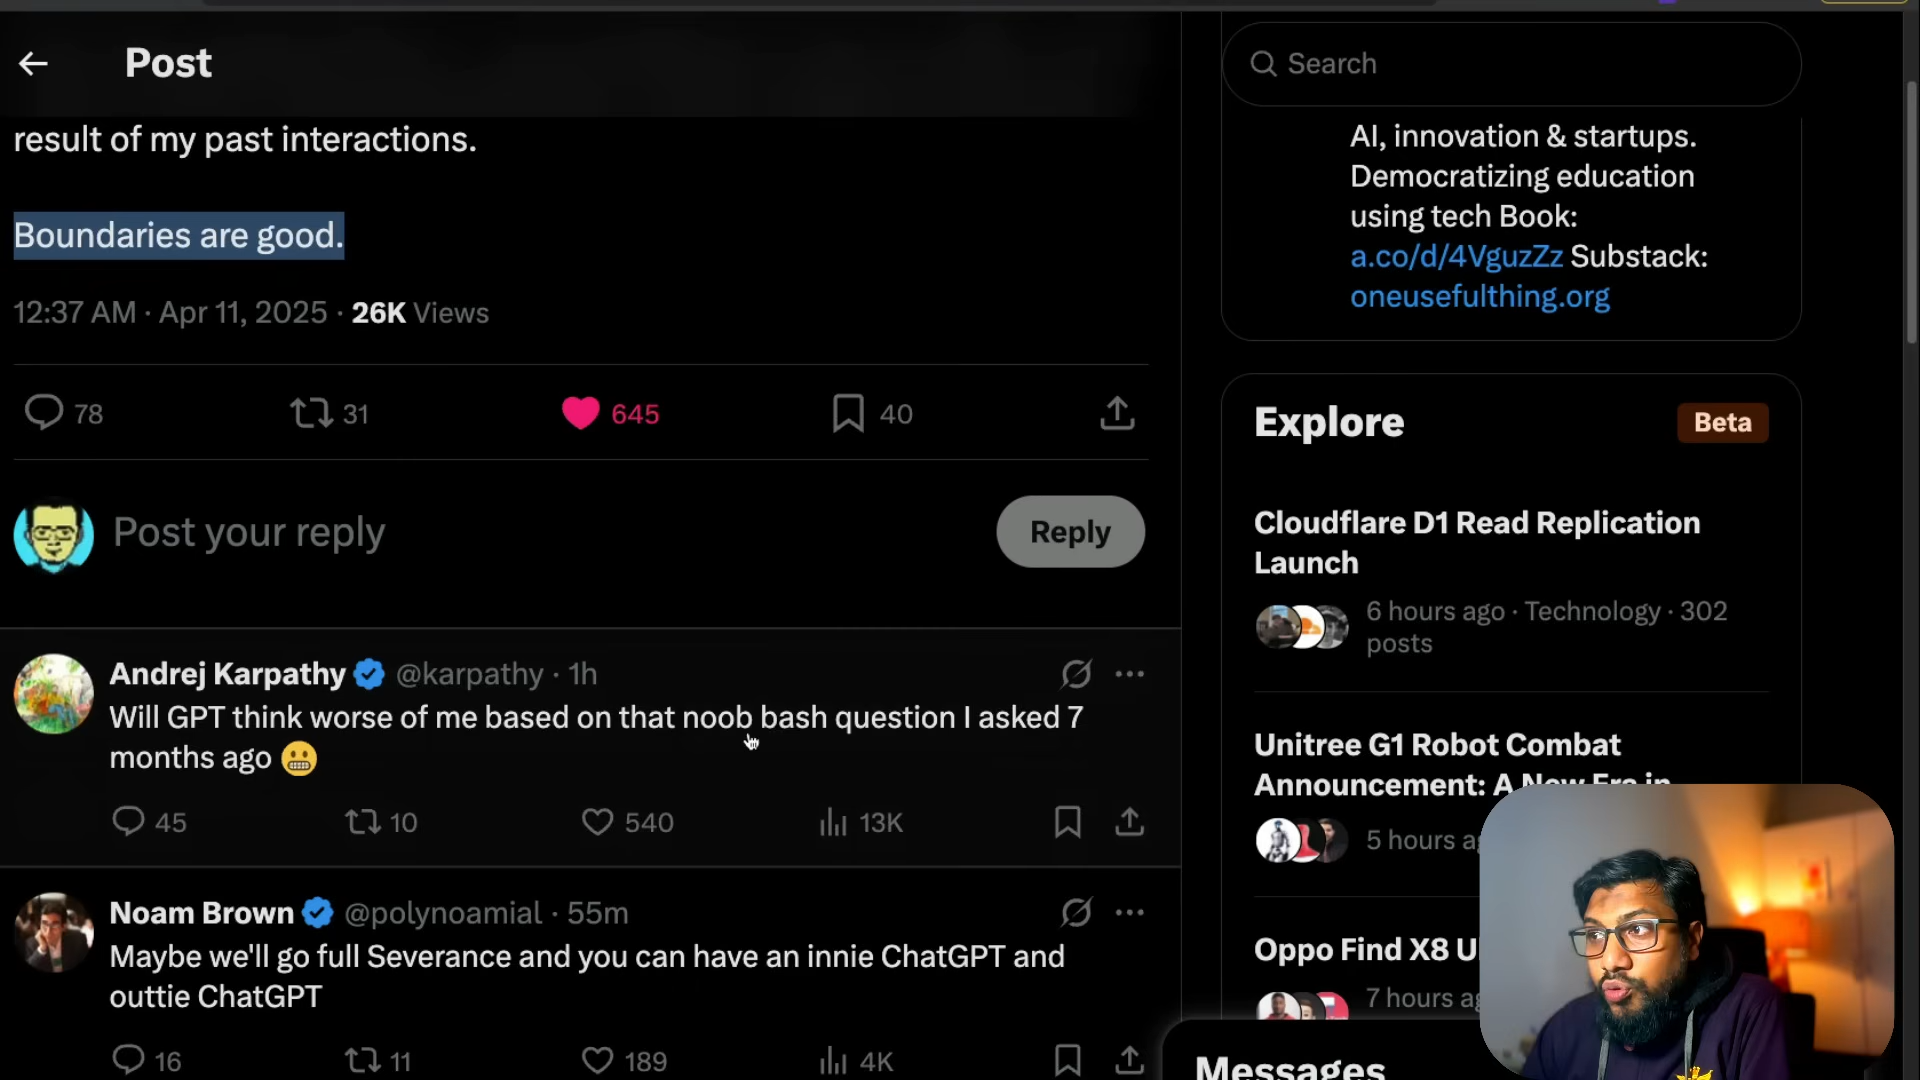 Post
result of my past interactions.
Boundaries are good.
12:37 AM · Apr 11, 2025 · 26K Views
78
31
645
40
Post your reply
Reply
Andrej Karpathy @karpathy · 1h
Will GPT think worse of me based on that noob bash question I asked 7
months ago 😬
45
10
540
13K
Noam Brown @polynoamial · 55m
Maybe we'll go full Severance and you can have an innie ChatGPT and
outtie ChatGPT
16
11
189
4K
Search
AI, innovation & startups.
Democratizing education
using tech Book:
a.co/d/4VguzZz Substack:
oneusefulthing.org
Explore
Beta
Cloudflare D1 Read Replication
Launch
6 hours ago · Technology · 302
posts
Unitree G1 Robot Combat
Announcement: A New Era in
5 hours
Oppo Find X8
7 hours
Messages